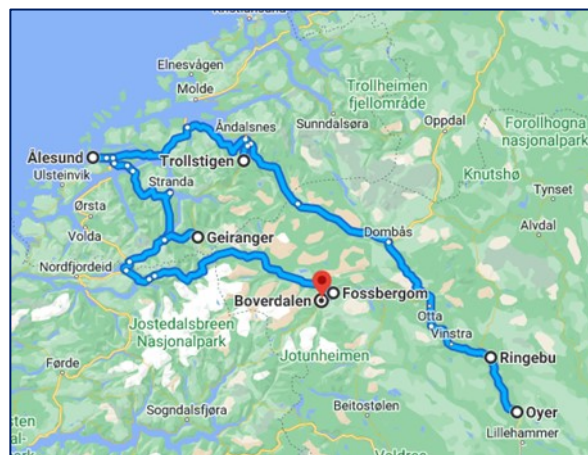 Elnesvågen
Molde
Trollheimen
fjellområde
Oppdal
Forollhogna
nasjonalpark
Ålesund
Åndalsnes
Sunndalsøra
Trollstigen
Ulsteinvik
Stranda
Knutshø
Tynset
Ørsta
Volda
Geiranger
Dombås
Alvdal
Nordfjordeid
Fossbergom
Boverdalen
Otta
Vinstra
Jostedalsbreen
Nasjonalpark
Jotunheimen
Ringebu
Førde
Sogndalsfjøra
Beitostølen
Oyer
Lillehammer